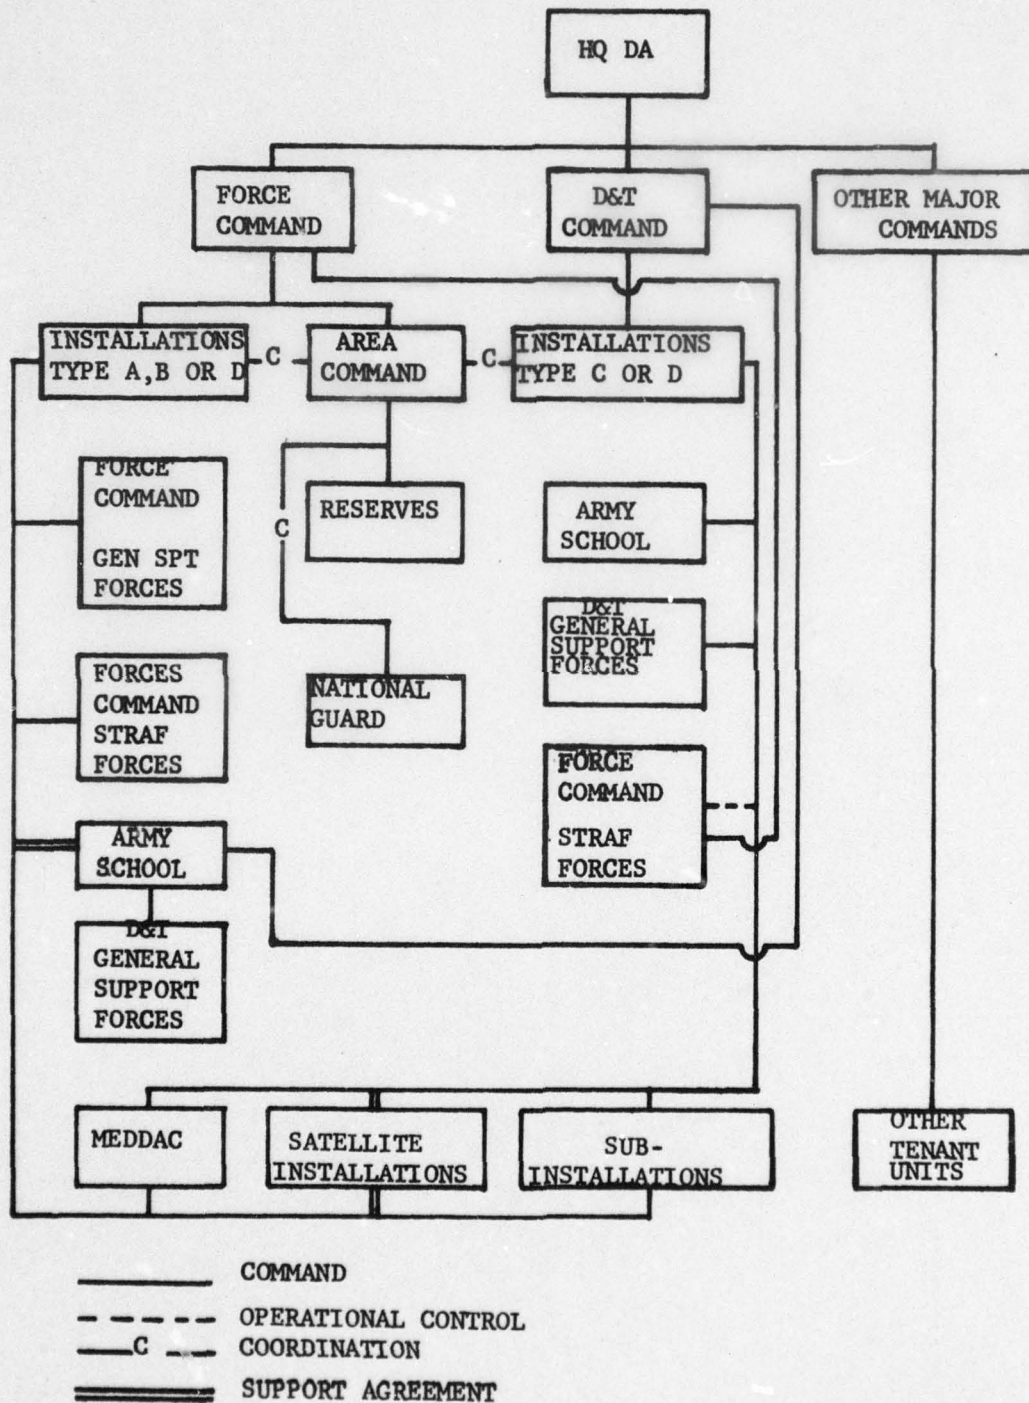 HQ DA
FORCE
COMMAND
D&T
COMMAND
OTHER MAJOR
COMMANDS
INSTALLATIONS
TYPE A,B OR D
C
AREA
COMMAND
C
INSTALLATIONS
TYPE C OR D
FORCE
COMMAND
GEN SPT
FORCES
C
RESERVES
ARMY
SCHOOL
D&T
GENERAL
SUPPORT
FORCES
FORCES
COMMAND
STRAF
FORCES
NATIONAL
GUARD
FORCE
COMMAND
STRAF
FORCES
ARMY
SCHOOL
D&T
GENERAL
SUPPORT
FORCES
MEDDAC
SATELLITE
INSTALLATIONS
SUB-
INSTALLATIONS
OTHER
TENANT
UNITS
COMMAND
OPERATIONAL CONTROL
C COORDINATION
SUPPORT AGREEMENT